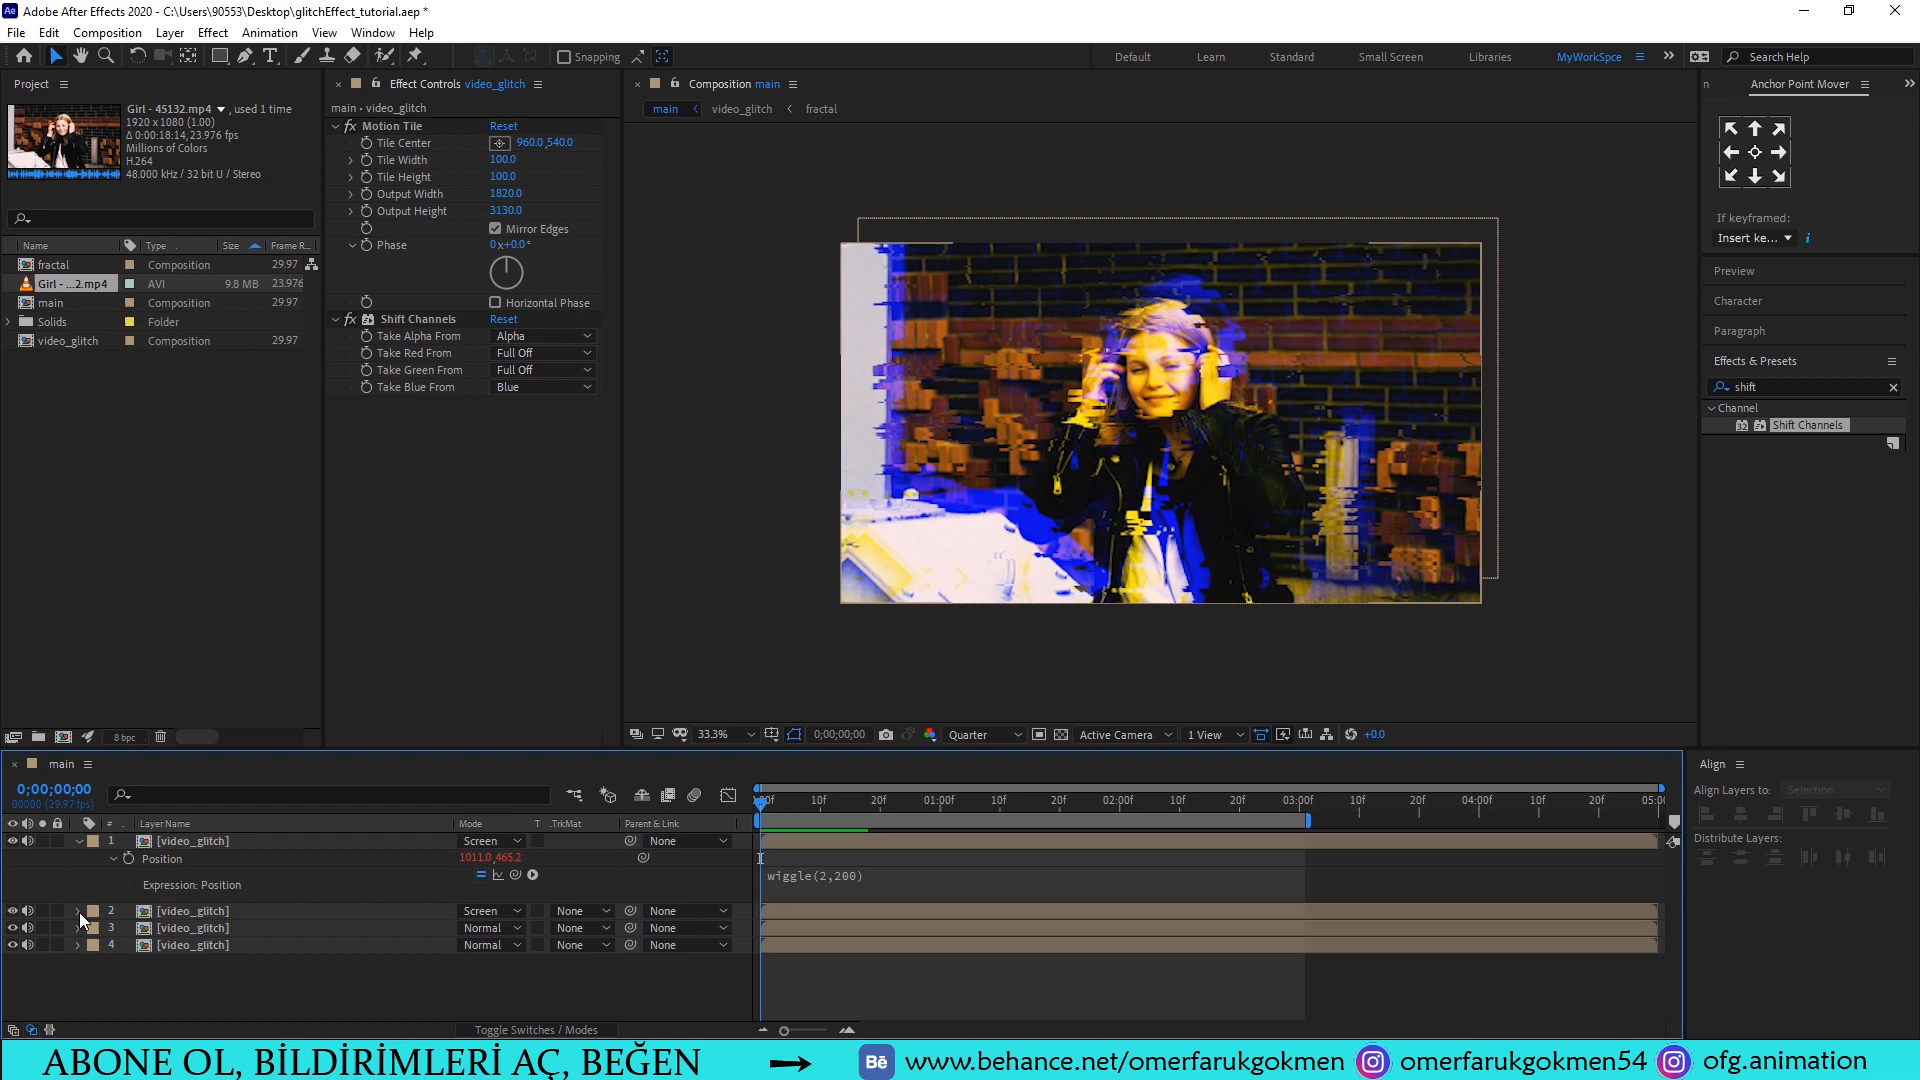 Adobe After Effects 2020 - C:\Users\90553\Desktop\glitchEffect_tutorial.aep *
File Edit Composition Layer Effect Animation View Window Help
Snapping
Default Learn Standard Small Screen Libraries MyWorkSpce Search Help
Project
Girl - 45132.mp4 , used 1 time
1920 x 1080 (1.00)
Δ 0:00:18:14, 23.976 fps
Millions of Colors
H.264
48.000 kHz / 32 bit U / Stereo
Name Type Size Frame R...
fractal Composition 29.97
Girl - ...2.mp4 AVI 9.8 MB 23.976
main Composition 29.97
Solids Folder
video_glitch Composition 29.97
8 bpc
Effect Controls video_glitch
main • video_glitch
fx Motion Tile Reset
Tile Center 960.0,540.0
Tile Width 100.0
Tile Height 100.0
Output Width 1820.0
Output Height 3130.0
Mirror Edges
Phase 0x+0.0°
Horizontal Phase
fx Shift Channels Reset
Take Alpha From Alpha
Take Red From Full Off
Take Green From Full Off
Take Blue From Blue
Composition main
main video_glitch fractal
33.3% 0;00;00;00 Quarter Active Camera 1 View +0.0
n Anchor Point Mover
If keyframed:
Insert ke...
Preview
Character
Paragraph
Effects & Presets
shift
Channel
32 Shift Channels
main
0;00;00;00
00000 (29.97 fps)
10f 20f 01:00f 10f 20f 02:00f 10f 20f 03:00f 10f 20f 04:00f 10f 20f 05:0
# Layer Name Mode T .TrkMat Parent & Link
1 [video_glitch] Screen None
Position 1011.0,465.2
Expression: Position wiggle(2,200)
2 [video_glitch] Screen None None
3 [video_glitch] Normal None None
4 [video_glitch] Normal None None
Toggle Switches / Modes
Align
Align Layers to: Selection
Distribute Layers:
ABONE OL, BİLDİRİMLERİ AÇ, BEĞEN Bē www.behance.net/omerfarukgokmen omerfarukgokmen54 ofg.animation